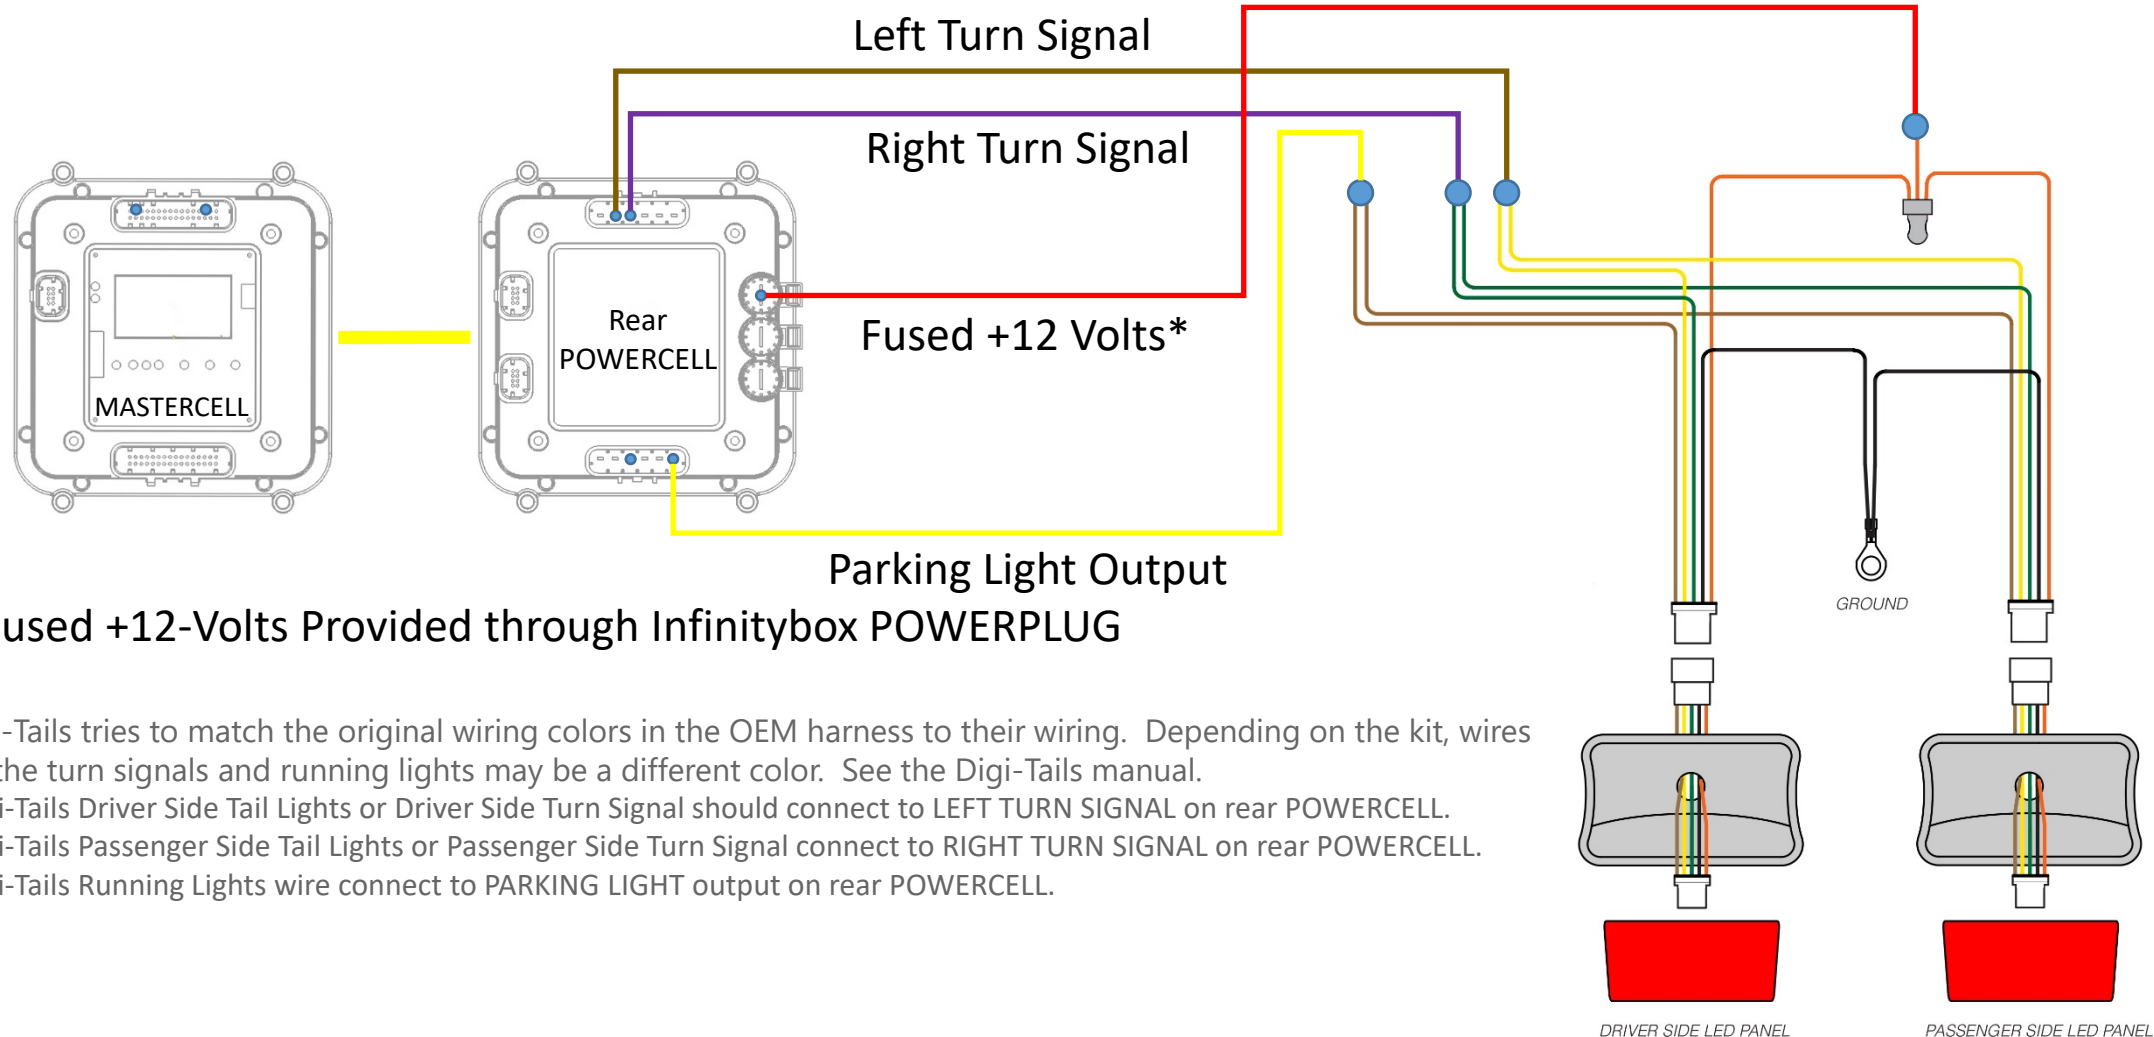 Left Turn Signal
Right Turn Signal
Rear
POWERCELL
Fused +12 Volts*
MASTERCELL
Parking Light Output
GROUND
used +12-Volts Provided through Infinitybox POWERPLUG
i-Tails tries to match the original wiring colors in the OEM harness to their wiring. Depending on the kit, wires
the turn signals and running lights may be a different color. See the Digi-Tails manual.
i-Tails Driver Side Tail Lights or Driver Side Turn Signal should connect to LEFT TURN SIGNAL on rear POWERCELL.
i-Tails Passenger Side Tail Lights or Passenger Side Turn Signal connect to RIGHT TURN SIGNAL on rear POWERCELL.
i-Tails Running Lights wire connect to PARKING LIGHT output on rear POWERCELL.
DRIVER SIDE LED PANEL
PASSENGER SIDE LED PANEL